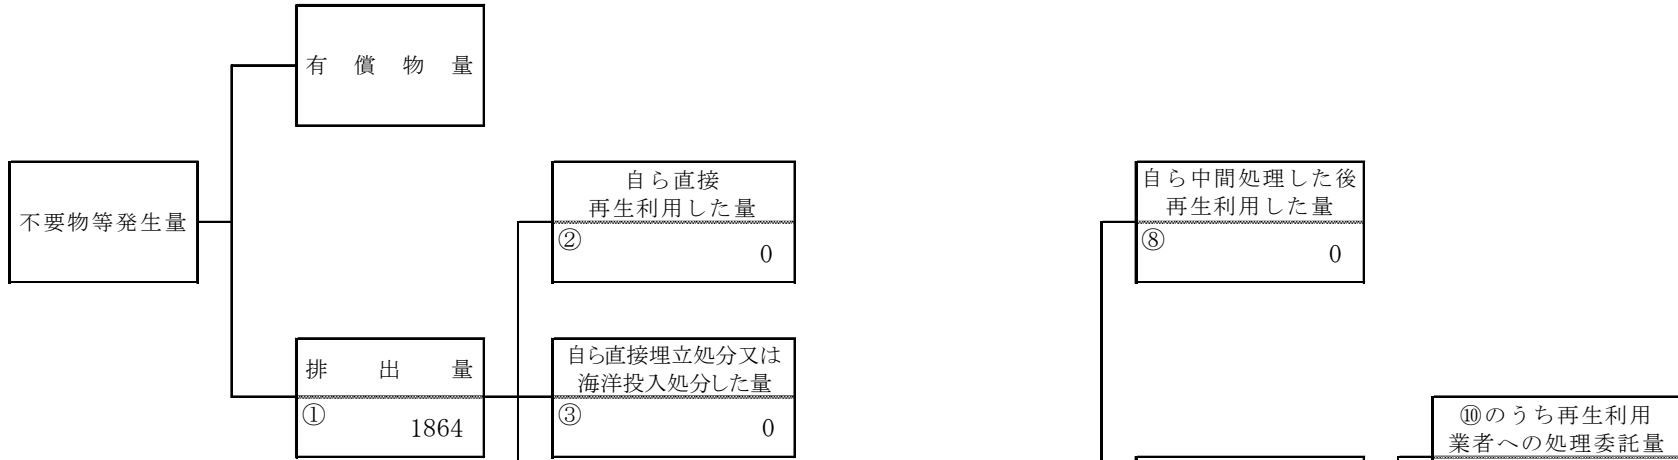 有償物量
不要物等発生量
自ら直接
再生利用した量
②
0
自ら中間処理した後
再生利用した量
⑧
0
排出量
①
1864
自ら直接埋立処分又は
海洋投入処分した量
③
0
⑩のうち再生利用
業者への処理委託量